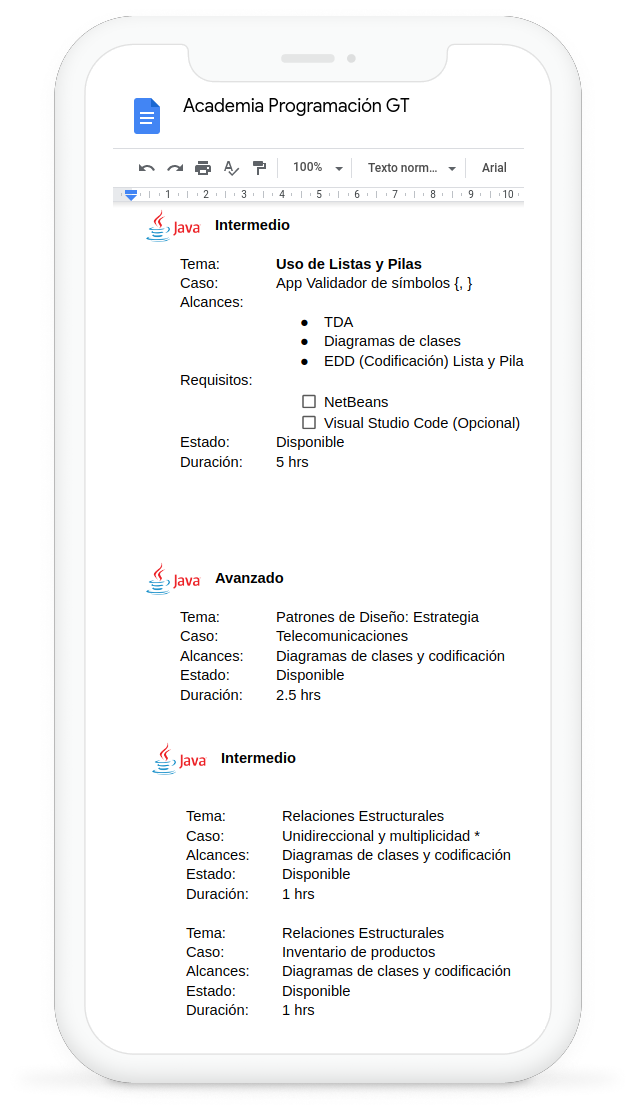 Academia Programación GT
100% Texto norm... Arial
1 2 3 4 5 6 7 8 9 10
Java Intermedio
Tema: Uso de Listas y Pilas
Caso: App Validador de símbolos {, }
Alcances:
● TDA
● Diagramas de clases
● EDD (Codificación) Lista y Pila
Requisitos:
NetBeans
Visual Studio Code (Opcional)
Estado: Disponible
Duración: 5 hrs
Java Avanzado
Tema: Patrones de Diseño: Estrategia
Caso: Telecomunicaciones
Alcances: Diagramas de clases y codificación
Estado: Disponible
Duración: 2.5 hrs
Java Intermedio
Tema: Relaciones Estructurales
Caso: Unidireccional y multiplicidad *
Alcances: Diagramas de clases y codificación
Estado: Disponible
Duración: 1 hrs
Tema: Relaciones Estructurales
Caso: Inventario de productos
Alcances: Diagramas de clases y codificación
Estado: Disponible
Duración: 1 hrs